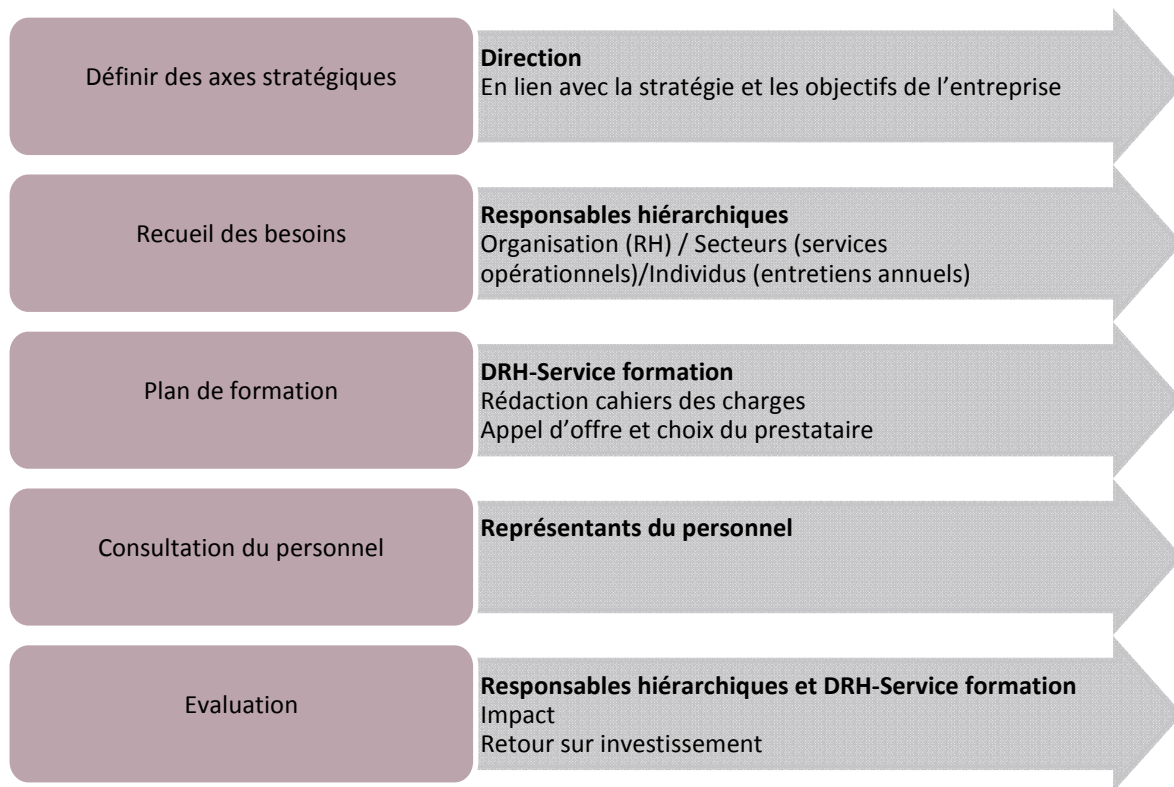 Définir des axes stratégiques
Direction
En lien avec la stratégie et les objectifs de l’entreprise
Recueil des besoins
Responsables hiérarchiques
Organisation (RH) / Secteurs (services
opérationnels)/Individus (entretiens annuels)
Plan de formation
DRH-Service formation
Rédaction cahiers des charges
Appel d’offre et choix du prestataire
Consultation du personnel
Représentants du personnel
Evaluation
Responsables hiérarchiques et DRH-Service formation
Impact
Retour sur investissement